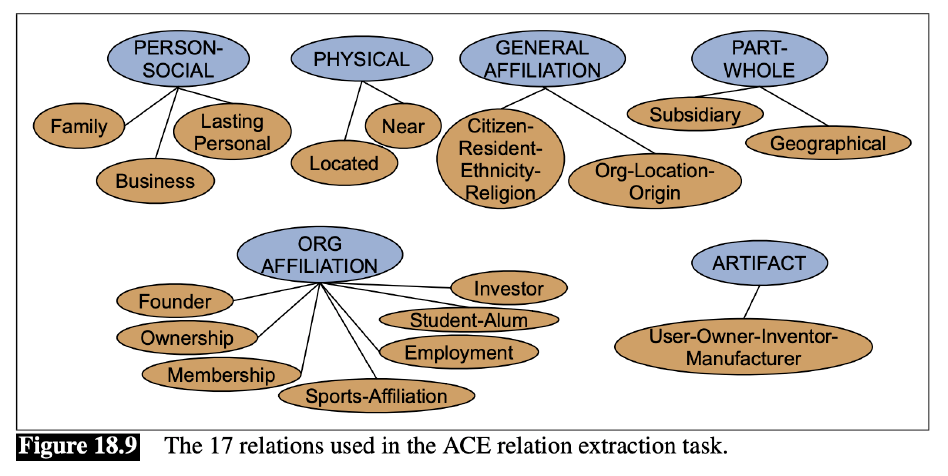 PERSON-
SOCIAL
PHYSICAL
GENERAL
AFFILIATION
PART-
WHOLE
Family
Lasting
Personal
Business
Near
Located
Citizen-
Resident-
Ethnicity-
Religion
Org-Location-
Origin
Subsidiary
Geographical
ORG
AFFILIATION
Founder
Ownership
Membership
Sports-Affiliation
Investor
Student-Alum
Employment
ARTIFACT
User-Owner-Inventor-
Manufacturer
Figure 18.9 The 17 relations used in the ACE relation extraction task.